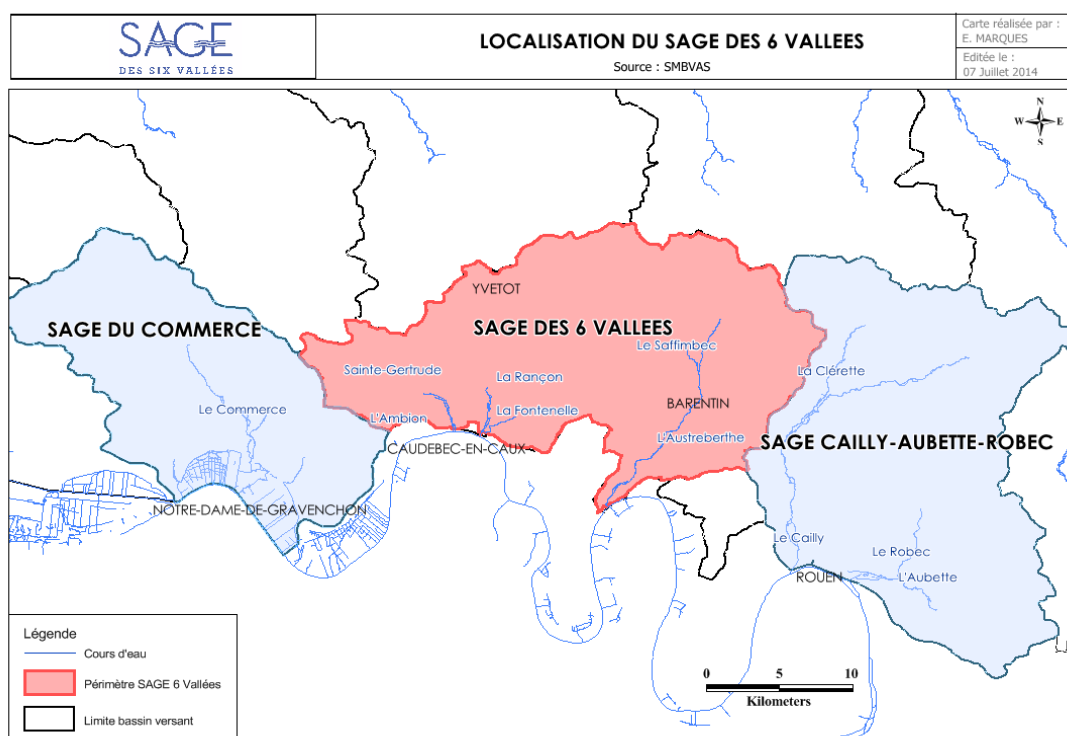 SAGE
DES SIX VALLÉES
LOCALISATION DU SAGE DES 6 VALLEES
Source : SMBVAS
Carte réalisée par :
E. MARQUES
Editée le :
07 Juillet 2014
N
W E
S
YVETOT
SAGE DU COMMERCE
SAGE DES 6 VALLEES
Le Saffimbec
Sainte-Gertrude
La Rançon
La Clérette
Le Commerce
L'Ambion
La Fontenelle
BARENTIN
L'Austreberthe
SAGE CAILLY-AUBETTE-ROBEC
CAUDEBEC-EN-CAUX
NOTRE-DAME-DE-GRAVENCHON
Le Cailly
Le Robec
ROUEN
L'Aubette
Légende
Cours d'eau
Périmètre SAGE 6 Vallées
Limite bassin versant
0 5 10
Kilometers